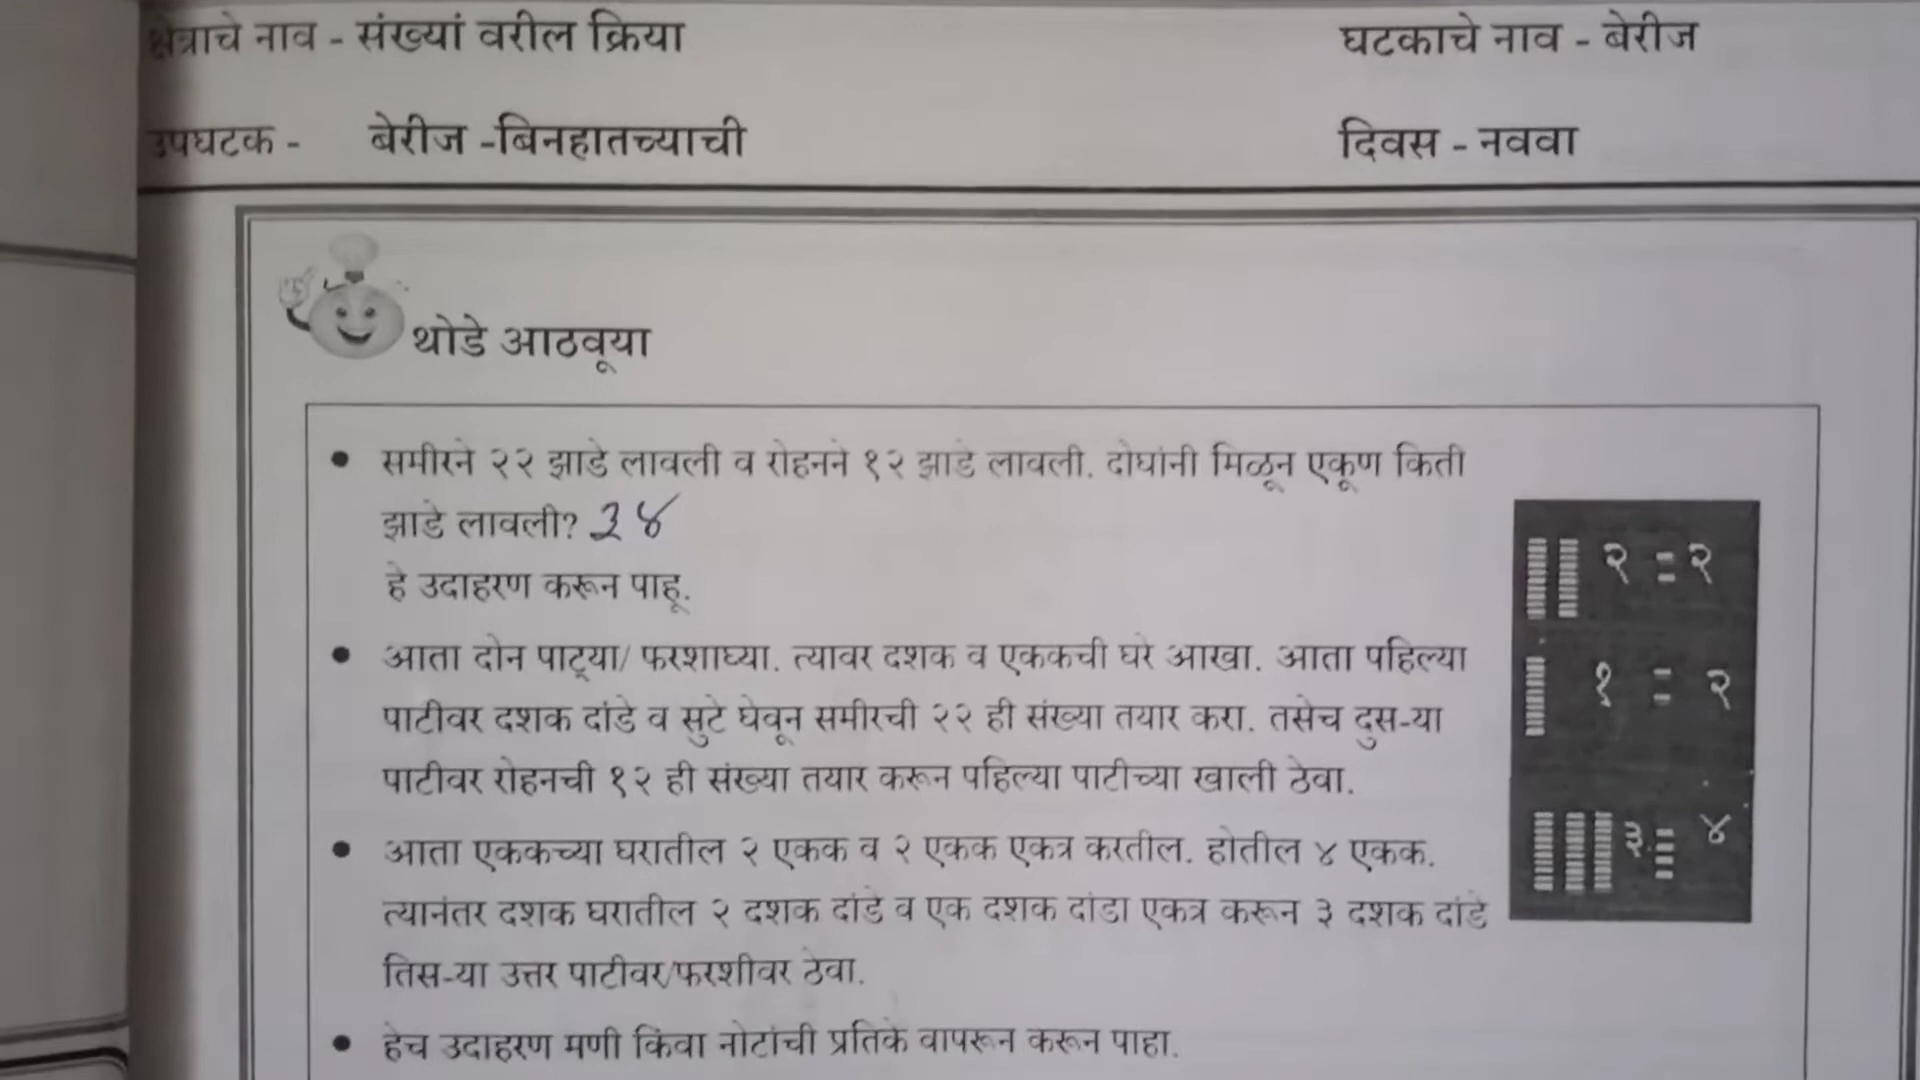 क्षेत्राचे नाव - संख्यां वरील क्रिया
घटकाचे नाव - बेरीज
उपघटक - बेरीज -बिनहातच्याची
दिवस - नववा
थोडे आठवूया
• समीरने २२ झाडे लावली व रोहनने १२ झाडे लावली. दोघांनी मिळून एकूण किती
झाडे लावली? ३४
हे उदाहरण करून पाहू.
• आता दोन पाट्या/ फरशाघ्या. त्यावर दशक व एककची घरे आखा. आता पहिल्या
पाटीवर दशक दांडे व सुटे घेवून समीरची २२ ही संख्या तयार करा. तसेच दुस-या
पाटीवर रोहनची १२ ही संख्या तयार करून पहिल्या पाटीच्या खाली ठेवा.
• आता एककच्या घरातील २ एकक व २ एकक एकत्र करतील. होतील ४ एकक.
त्यानंतर दशक घरातील २ दशक दांडे व एक दशक दांडा एकत्र करून ३ दशक दांडे
तिस-या उत्तर पाटीवर/फरशीवर ठेवा.
• हेच उदाहरण मणी किंवा नोटांची प्रतिके वापरून करून पाहा.
२ २
१ २
३ ४